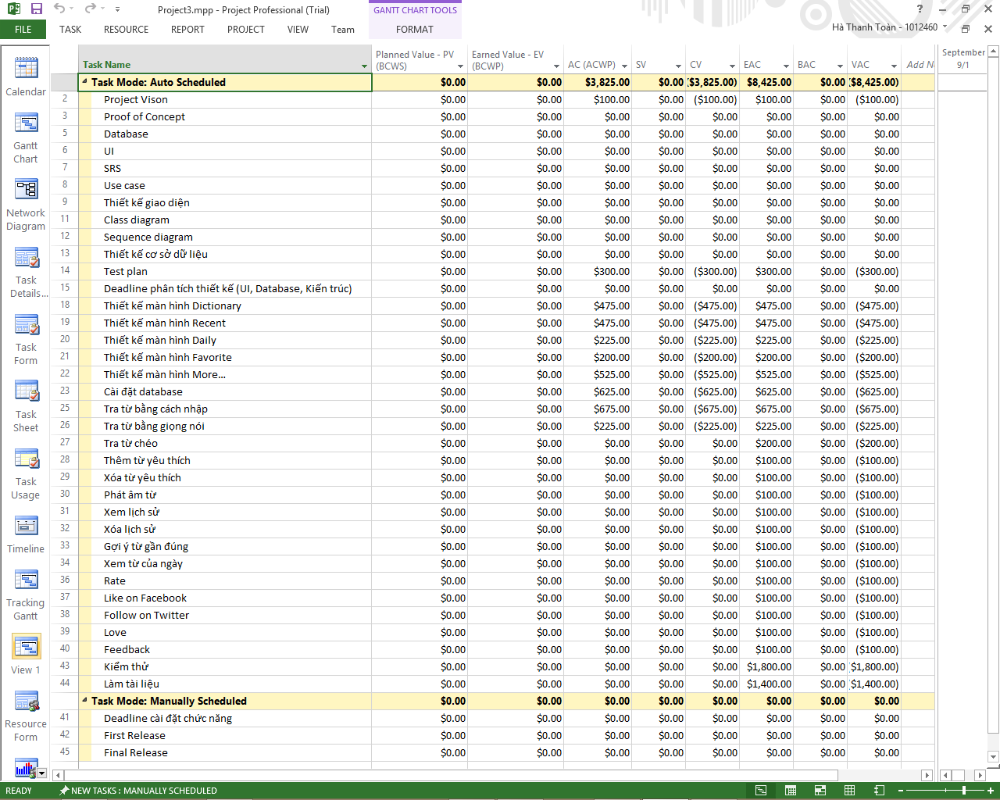 Project3.mpp - Project Professional (Trial)
GANTT CHART TOOLS
FILE TASK RESOURCE REPORT PROJECT VIEW Team FORMAT
Hà Thanh Toàn - 1012460
Calendar
Gantt Chart
Network Diagram
Task Details...
Task Form
Task Sheet
Task Usage
Timeline
Tracking Gantt
View 1
Resource Form
Task Name Planned Value - PV (BCWS) Earned Value - EV (BCWP) AC (ACWP) SV CV EAC BAC VAC Add N
September
9/1
Task Mode: Auto Scheduled $0.00 $0.00 $3,825.00 $0.00 ($3,825.00) $8,425.00 $0.00 ($8,425.00)
2 Project Vison $0.00 $0.00 $100.00 $0.00 ($100.00) $100.00 $0.00 ($100.00)
3 Proof of Concept $0.00 $0.00 $0.00 $0.00 $0.00 $0.00 $0.00 $0.00
5 Database $0.00 $0.00 $0.00 $0.00 $0.00 $0.00 $0.00 $0.00
6 UI $0.00 $0.00 $0.00 $0.00 $0.00 $0.00 $0.00 $0.00
7 SRS $0.00 $0.00 $0.00 $0.00 $0.00 $0.00 $0.00 $0.00
8 Use case $0.00 $0.00 $0.00 $0.00 $0.00 $0.00 $0.00 $0.00
9 Thiết kế giao diện $0.00 $0.00 $0.00 $0.00 $0.00 $0.00 $0.00 $0.00
11 Class diagram $0.00 $0.00 $0.00 $0.00 $0.00 $0.00 $0.00 $0.00
12 Sequence diagram $0.00 $0.00 $0.00 $0.00 $0.00 $0.00 $0.00 $0.00
13 Thiết kế cơ sở dữ liệu $0.00 $0.00 $0.00 $0.00 $0.00 $0.00 $0.00 $0.00
14 Test plan $0.00 $0.00 $300.00 $0.00 ($300.00) $300.00 $0.00 ($300.00)
15 Deadline phân tích thiết kế (UI, Database, Kiến trúc) $0.00 $0.00 $0.00 $0.00 $0.00 $0.00 $0.00 $0.00
18 Thiết kế màn hình Dictionary $0.00 $0.00 $475.00 $0.00 ($475.00) $475.00 $0.00 ($475.00)
19 Thiết kế màn hình Recent $0.00 $0.00 $475.00 $0.00 ($475.00) $475.00 $0.00 ($475.00)
20 Thiết kế màn hình Daily $0.00 $0.00 $225.00 $0.00 ($225.00) $225.00 $0.00 ($225.00)
21 Thiết kế màn hình Favorite $0.00 $0.00 $200.00 $0.00 ($200.00) $200.00 $0.00 ($200.00)
22 Thiết kế màn hình More... $0.00 $0.00 $525.00 $0.00 ($525.00) $525.00 $0.00 ($525.00)
23 Cài đặt database $0.00 $0.00 $625.00 $0.00 ($625.00) $625.00 $0.00 ($625.00)
25 Tra từ bằng cách nhập $0.00 $0.00 $675.00 $0.00 ($675.00) $675.00 $0.00 ($675.00)
26 Tra từ bằng giọng nói $0.00 $0.00 $225.00 $0.00 ($225.00) $225.00 $0.00 ($225.00)
27 Tra từ chéo $0.00 $0.00 $0.00 $0.00 $0.00 $200.00 $0.00 ($200.00)
28 Thêm từ yêu thích $0.00 $0.00 $0.00 $0.00 $0.00 $100.00 $0.00 ($100.00)
29 Xóa từ yêu thích $0.00 $0.00 $0.00 $0.00 $0.00 $100.00 $0.00 ($100.00)
30 Phát âm từ $0.00 $0.00 $0.00 $0.00 $0.00 $100.00 $0.00 ($100.00)
31 Xem lịch sử $0.00 $0.00 $0.00 $0.00 $0.00 $100.00 $0.00 ($100.00)
32 Xóa lịch sử $0.00 $0.00 $0.00 $0.00 $0.00 $100.00 $0.00 ($100.00)
33 Gợi ý từ gần đúng $0.00 $0.00 $0.00 $0.00 $0.00 $100.00 $0.00 ($100.00)
34 Xem từ của ngày $0.00 $0.00 $0.00 $0.00 $0.00 $100.00 $0.00 ($100.00)
36 Rate $0.00 $0.00 $0.00 $0.00 $0.00 $100.00 $0.00 ($100.00)
37 Like on Facebook $0.00 $0.00 $0.00 $0.00 $0.00 $100.00 $0.00 ($100.00)
38 Follow on Twitter $0.00 $0.00 $0.00 $0.00 $0.00 $100.00 $0.00 ($100.00)
39 Love $0.00 $0.00 $0.00 $0.00 $0.00 $100.00 $0.00 ($100.00)
40 Feedback $0.00 $0.00 $0.00 $0.00 $0.00 $100.00 $0.00 ($100.00)
43 Kiểm thử $0.00 $0.00 $0.00 $0.00 $0.00 $1,800.00 $0.00 ($1,800.00)
44 Làm tài liệu $0.00 $0.00 $0.00 $0.00 $0.00 $1,400.00 $0.00 ($1,400.00)
Task Mode: Manually Scheduled $0.00 $0.00 $0.00 $0.00 $0.00 $0.00 $0.00 $0.00
41 Deadline cài đặt chức năng $0.00 $0.00 $0.00 $0.00 $0.00 $0.00 $0.00 $0.00
42 First Release $0.00 $0.00 $0.00 $0.00 $0.00 $0.00 $0.00 $0.00
45 Final Release $0.00 $0.00 $0.00 $0.00 $0.00 $0.00 $0.00 $0.00
READY NEW TASKS : MANUALLY SCHEDULED